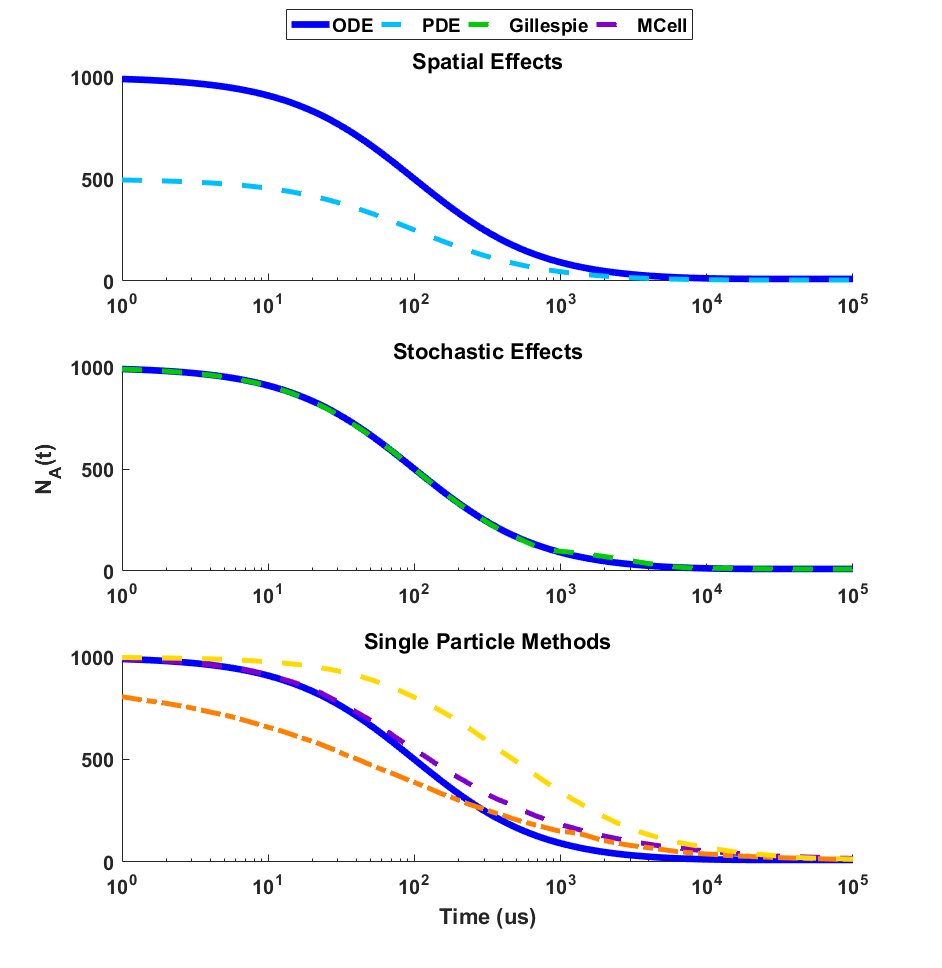 ODE PDE Gillespie MCell
Spatial Effects
1000
500
0
10^0 10^1 10^2 10^3 10^4 10^5
Stochastic Effects
1000
500
0
N_A(t)
10^0 10^1 10^2 10^3 10^4 10^5
Single Particle Methods
1000
500
0
10^0 10^1 10^2 10^3 10^4 10^5
Time (us)